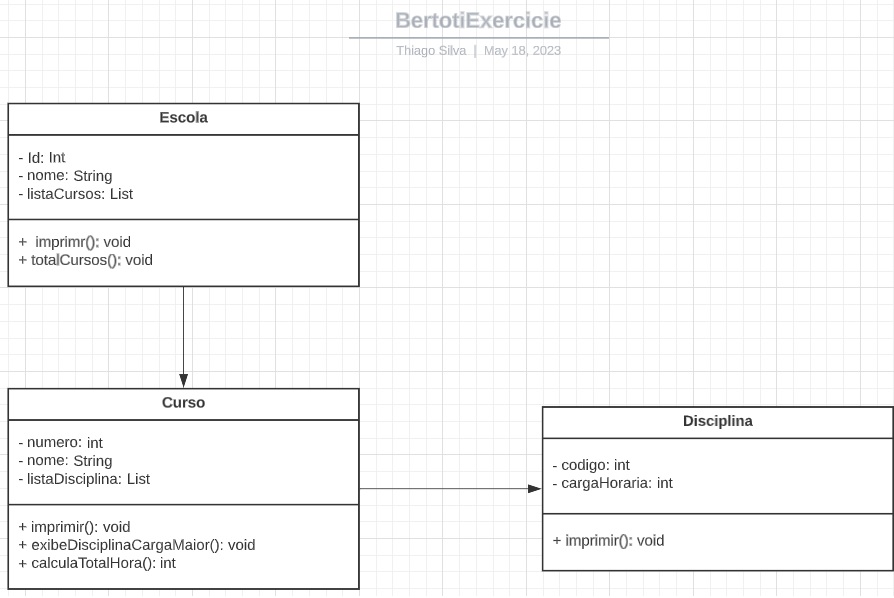 BertotiExercicie
Thiago Silva | May 18, 2023
Escola
- Id: Int
- nome: String
- listaCursos: List
+ imprimr(): void
+ totalCursos(): void
Curso
- numero: int
- nome: String
- listaDisciplina: List
+ imprimir(): void
+ exibeDisciplinaCargaMaior(): void
+ calculaTotalHora(): int
Disciplina
- codigo: int
- cargaHoraria: int
+ imprimir(): void